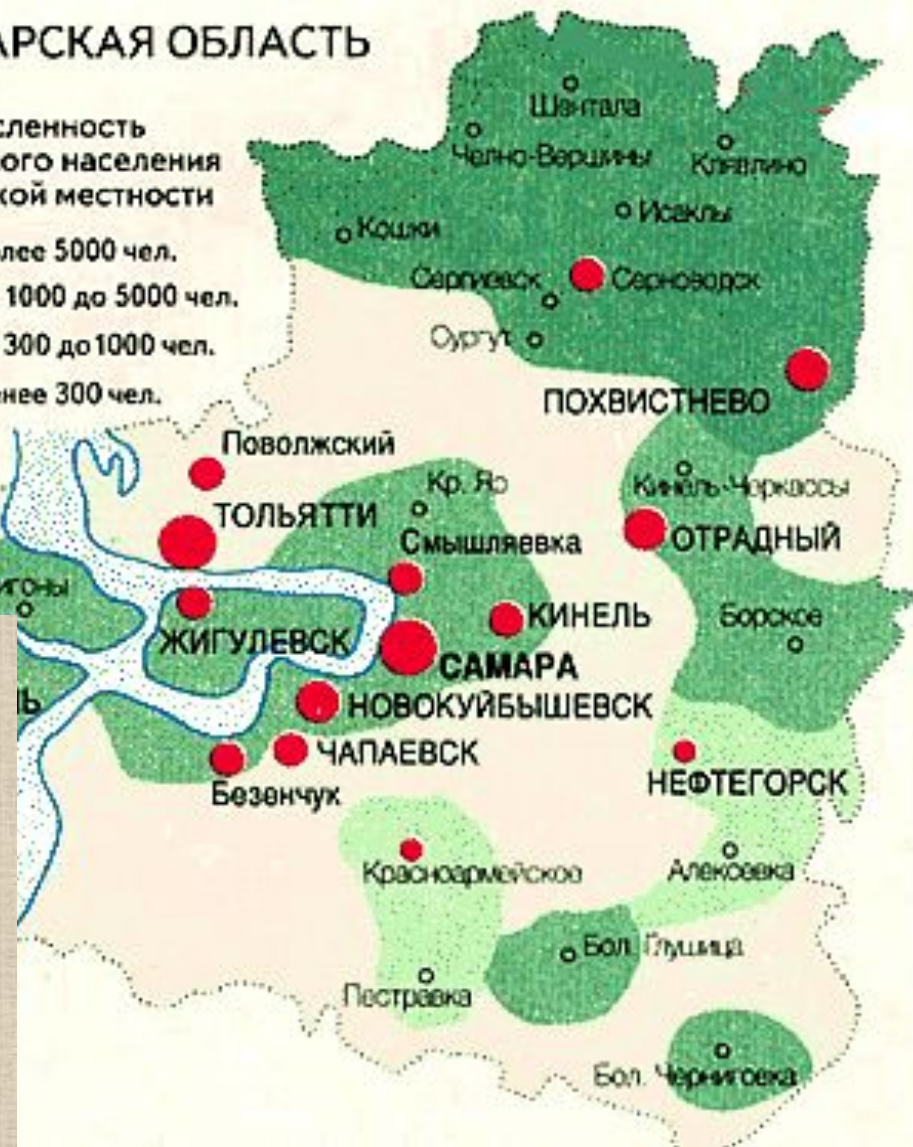 АРСКАЯ ОБЛАСТЬ
сленность
ого населения
кой местности
лее 5000 чел.
1000 до 5000 чел.
300 до 1000 чел.
нее 300 чел.
Шентала
Челно-Вершины
Клявлино
Исаклы
Кошки
Сергиевск
Серноводск
Сургут
ПОХВИСТНЕВО
Поволжский
Кр. Яр
Кинель-Черкассы
ТОЛЬЯТТИ
Смышляевка
ОТРАДНЫЙ
игоны
ЖИГУЛЕВСК
КИНЕЛЬ
Борское
САМАРА
Ь
НОВОКУЙБЫШЕВСК
ЧАПАЕВСК
Безенчук
НЕФТЕГОРСК
Красноармейское
Алексеевка
Бол. Глушица
Пестравка
Бол. Черниговка